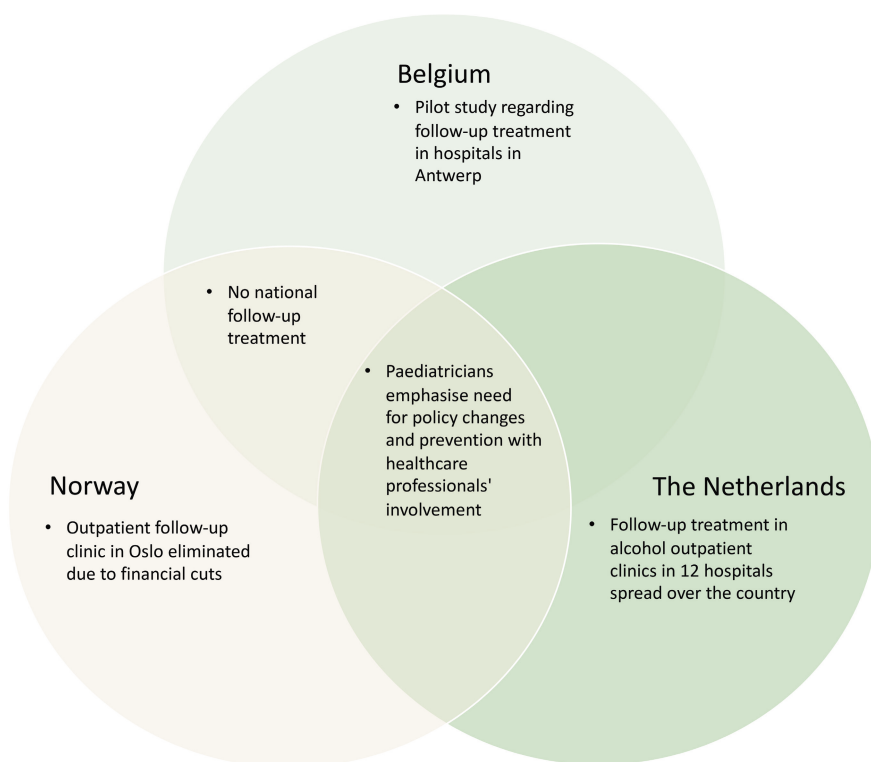 Belgium
• Pilot study regarding
follow-up treatment
in hospitals in
Antwerp
• No national
follow-up
treatment
• Paediatricians
emphasise need
for policy changes
and prevention with
healthcare
professionals'
involvement
Norway
• Outpatient follow-up
clinic in Oslo eliminated
due to financial cuts
The Netherlands
• Follow-up treatment in
alcohol outpatient
clinics in 12 hospitals
spread over the country